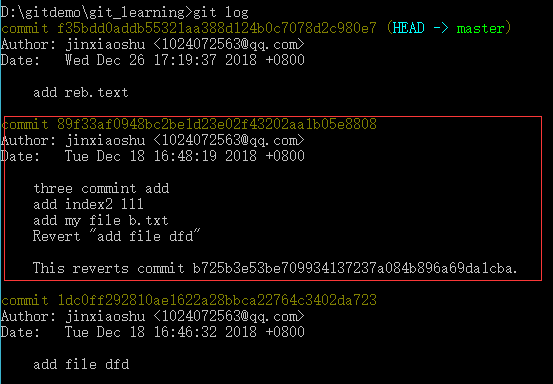 D:\gitdemo\git_learning>git log
commit f35bdd0addb55321aa388d124b0c7078d2c980e7 (HEAD -> master)
Author: jinxiaoshu <1024072563@qq.com>
Date:   Wed Dec 26 17:19:37 2018 +0800
add reb.text
commit 89f33af0948bc2be1d23e02f43202aa1b05e8808
Author: jinxiaoshu <1024072563@qq.com>
Date:   Tue Dec 18 16:48:19 2018 +0800
three commint add
add index2 111
add my file b.txt
Revert "add file dfd"
This reverts commit b725b3e53be709934137237a084b896a69da1cba.
commit 1dc0ff292810ae1622a28bbca22764c3402da723
Author: jinxiaoshu <1024072563@qq.com>
Date:   Tue Dec 18 16:46:32 2018 +0800
add file dfd